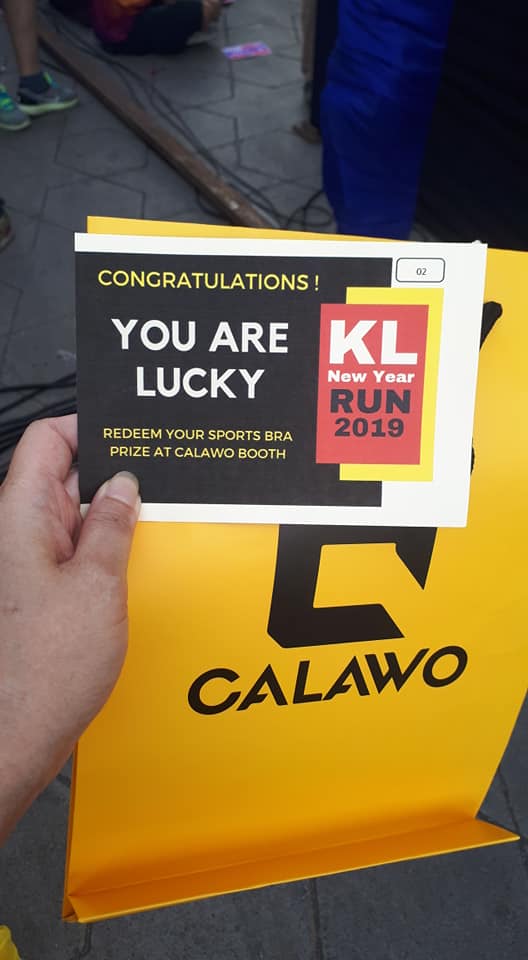 CONGRATULATIONS !
02
YOU ARE
LUCKY
REDEEM YOUR SPORTS BRA
PRIZE AT CALAWO BOOTH
KL
New Year
RUN
2019
CALAWO